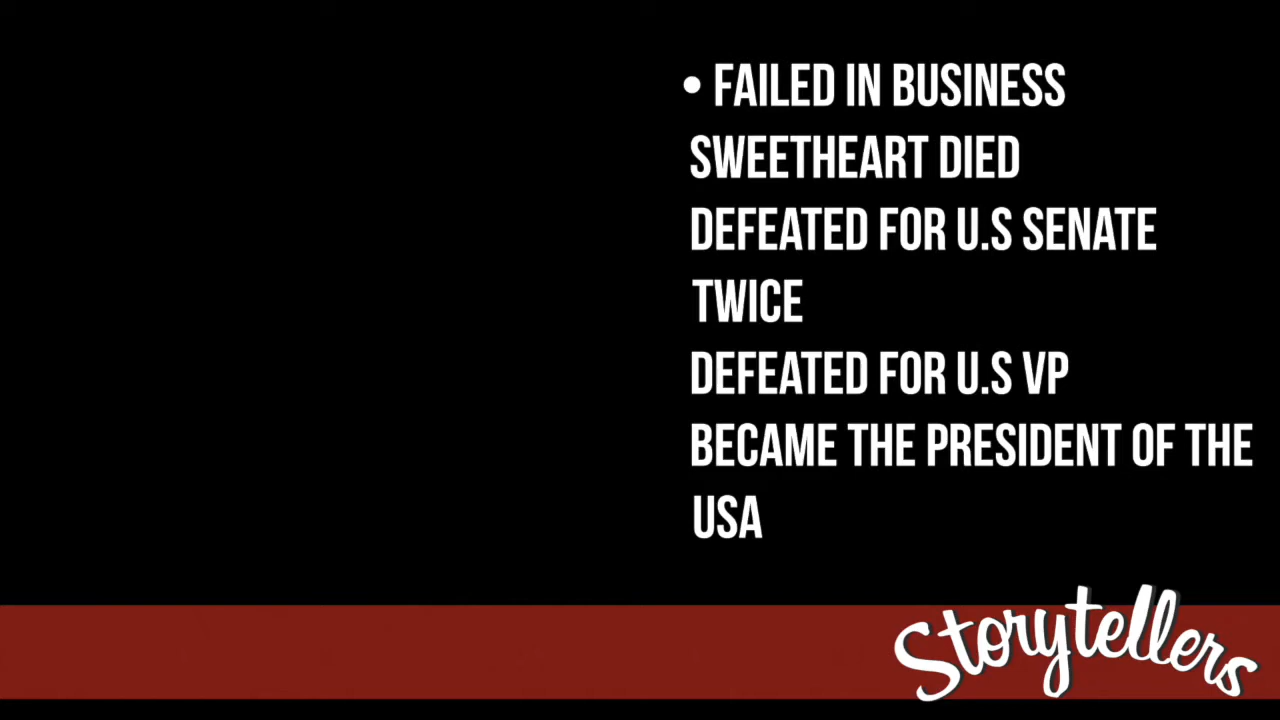 • FAILED IN BUSINESS
SWEETHEART DIED
DEFEATED FOR U.S SENATE
TWICE
DEFEATED FOR U.S VP
BECAME THE PRESIDENT OF THE
USA
Storytellers